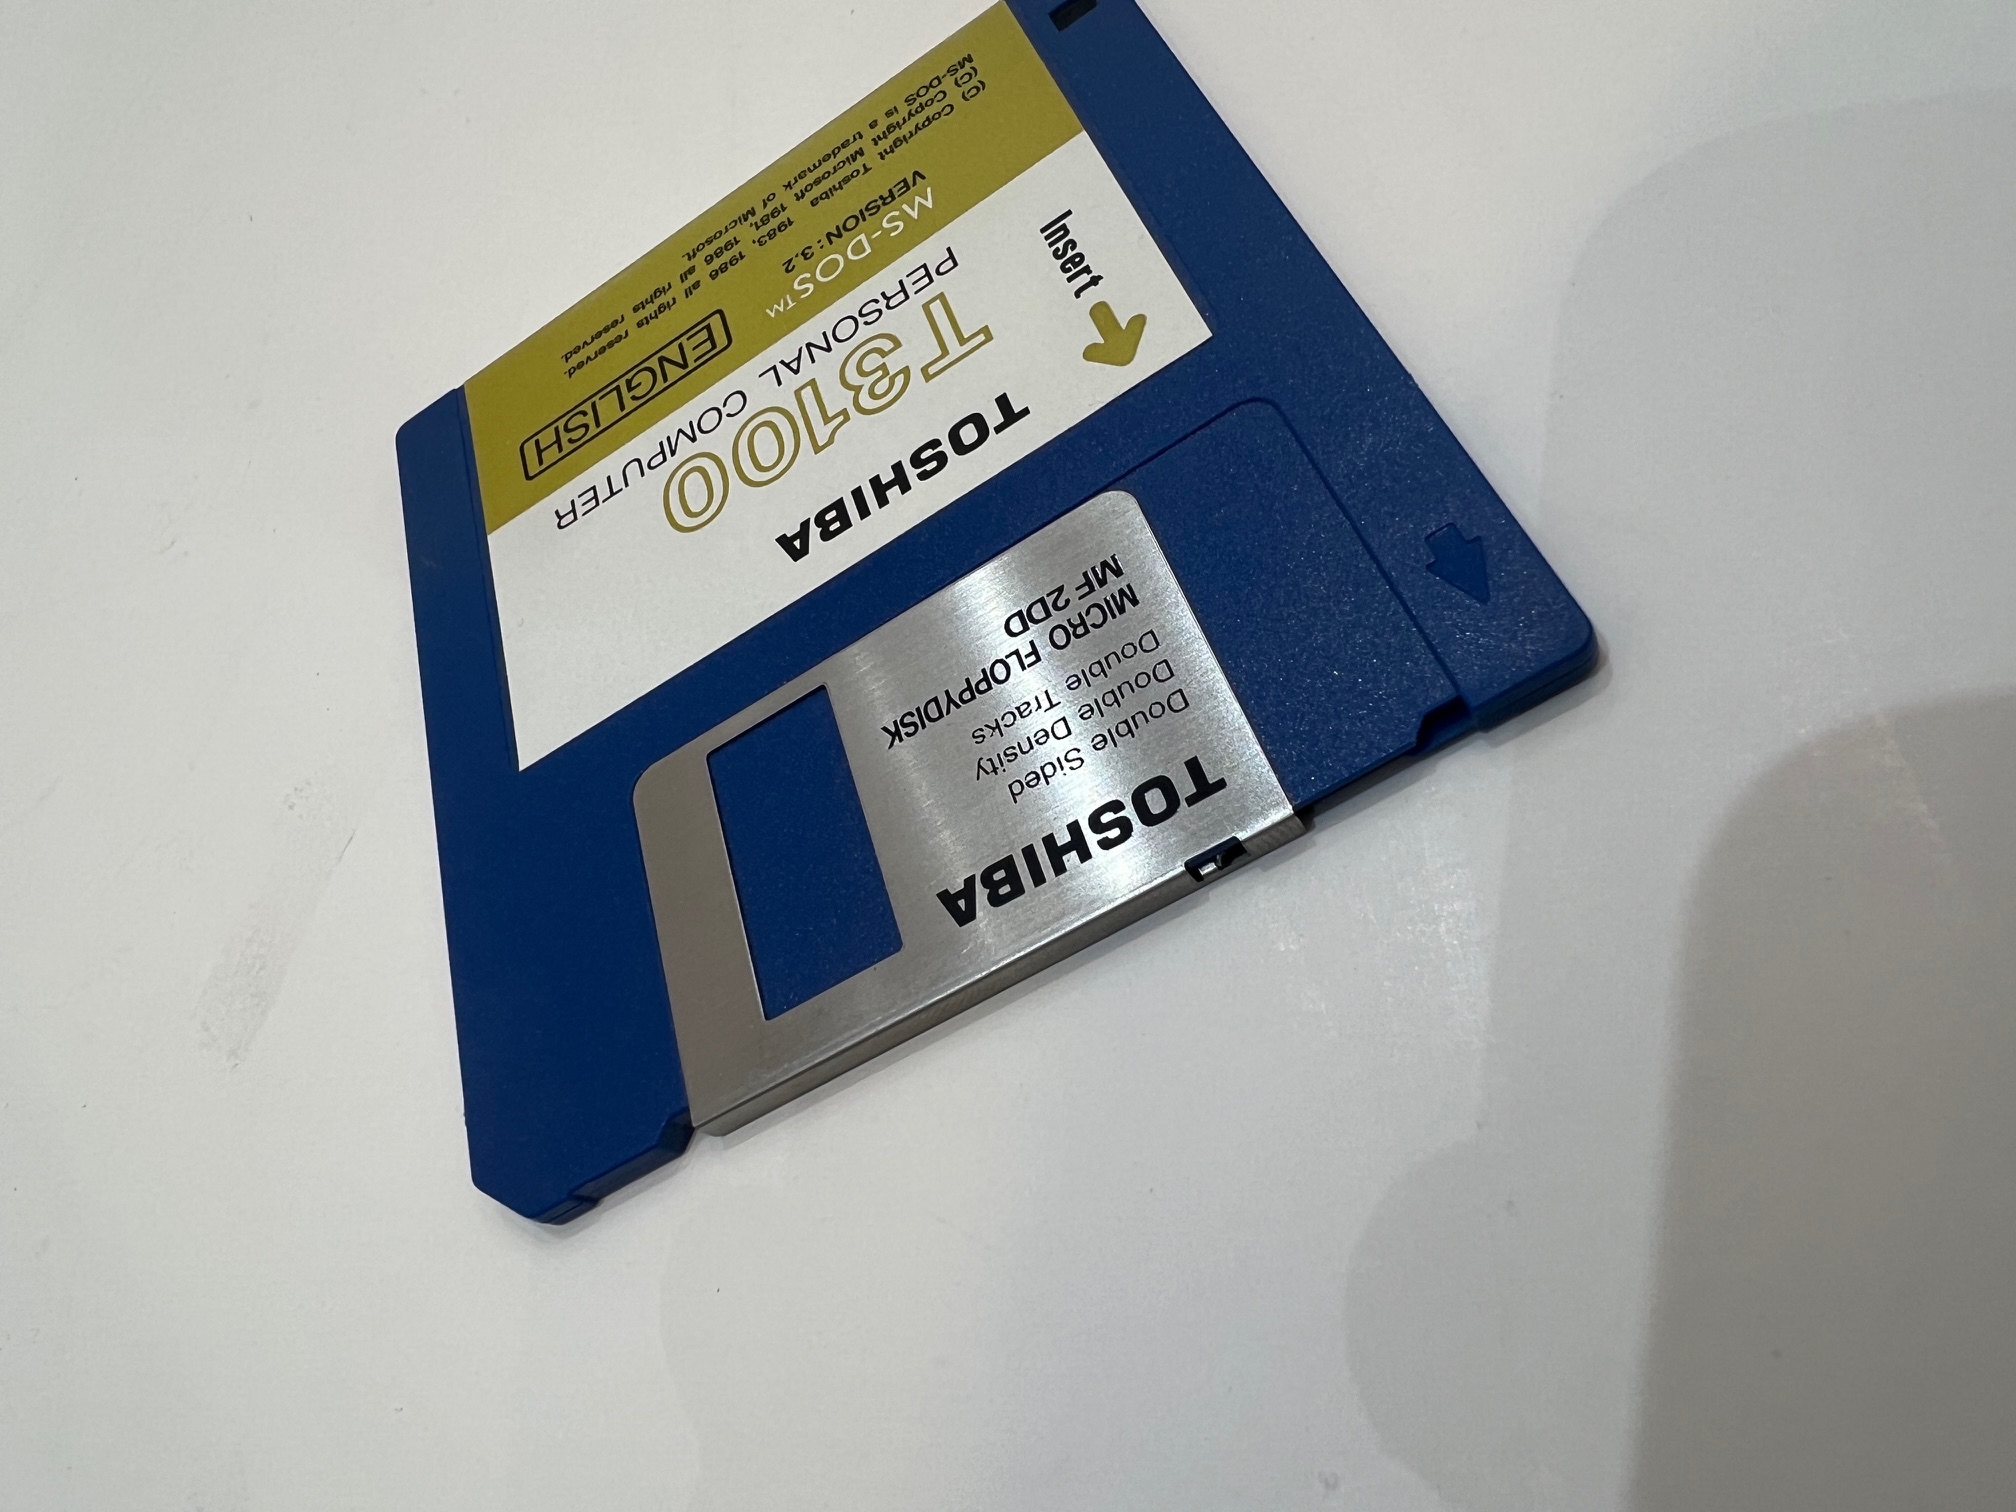 TOSHIBA
Double Sided
Double Density
Double Tracks
MICRO FLOPPYDISK
MF 2DD
Insert
TOSHIBA
T3100
PERSONAL COMPUTER
MS-DOS™
VERSION: 3.2
ENGLISH
(C) Copyright Toshiba 1983, 1986 all rights reserved.
(C) Copyright Microsoft 1981, 1986 all rights reserved.
MS-DOS is a trademark of Microsoft.